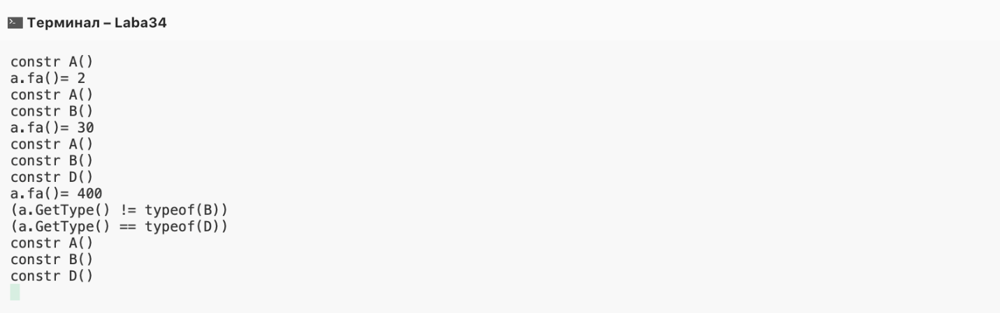 Терминал – Laba34
constr A()
a.fa()= 2
constr A()
constr B()
a.fa()= 30
constr A()
constr B()
constr D()
a.fa()= 400
(a.GetType() != typeof(B))
(a.GetType() == typeof(D))
constr A()
constr B()
constr D()